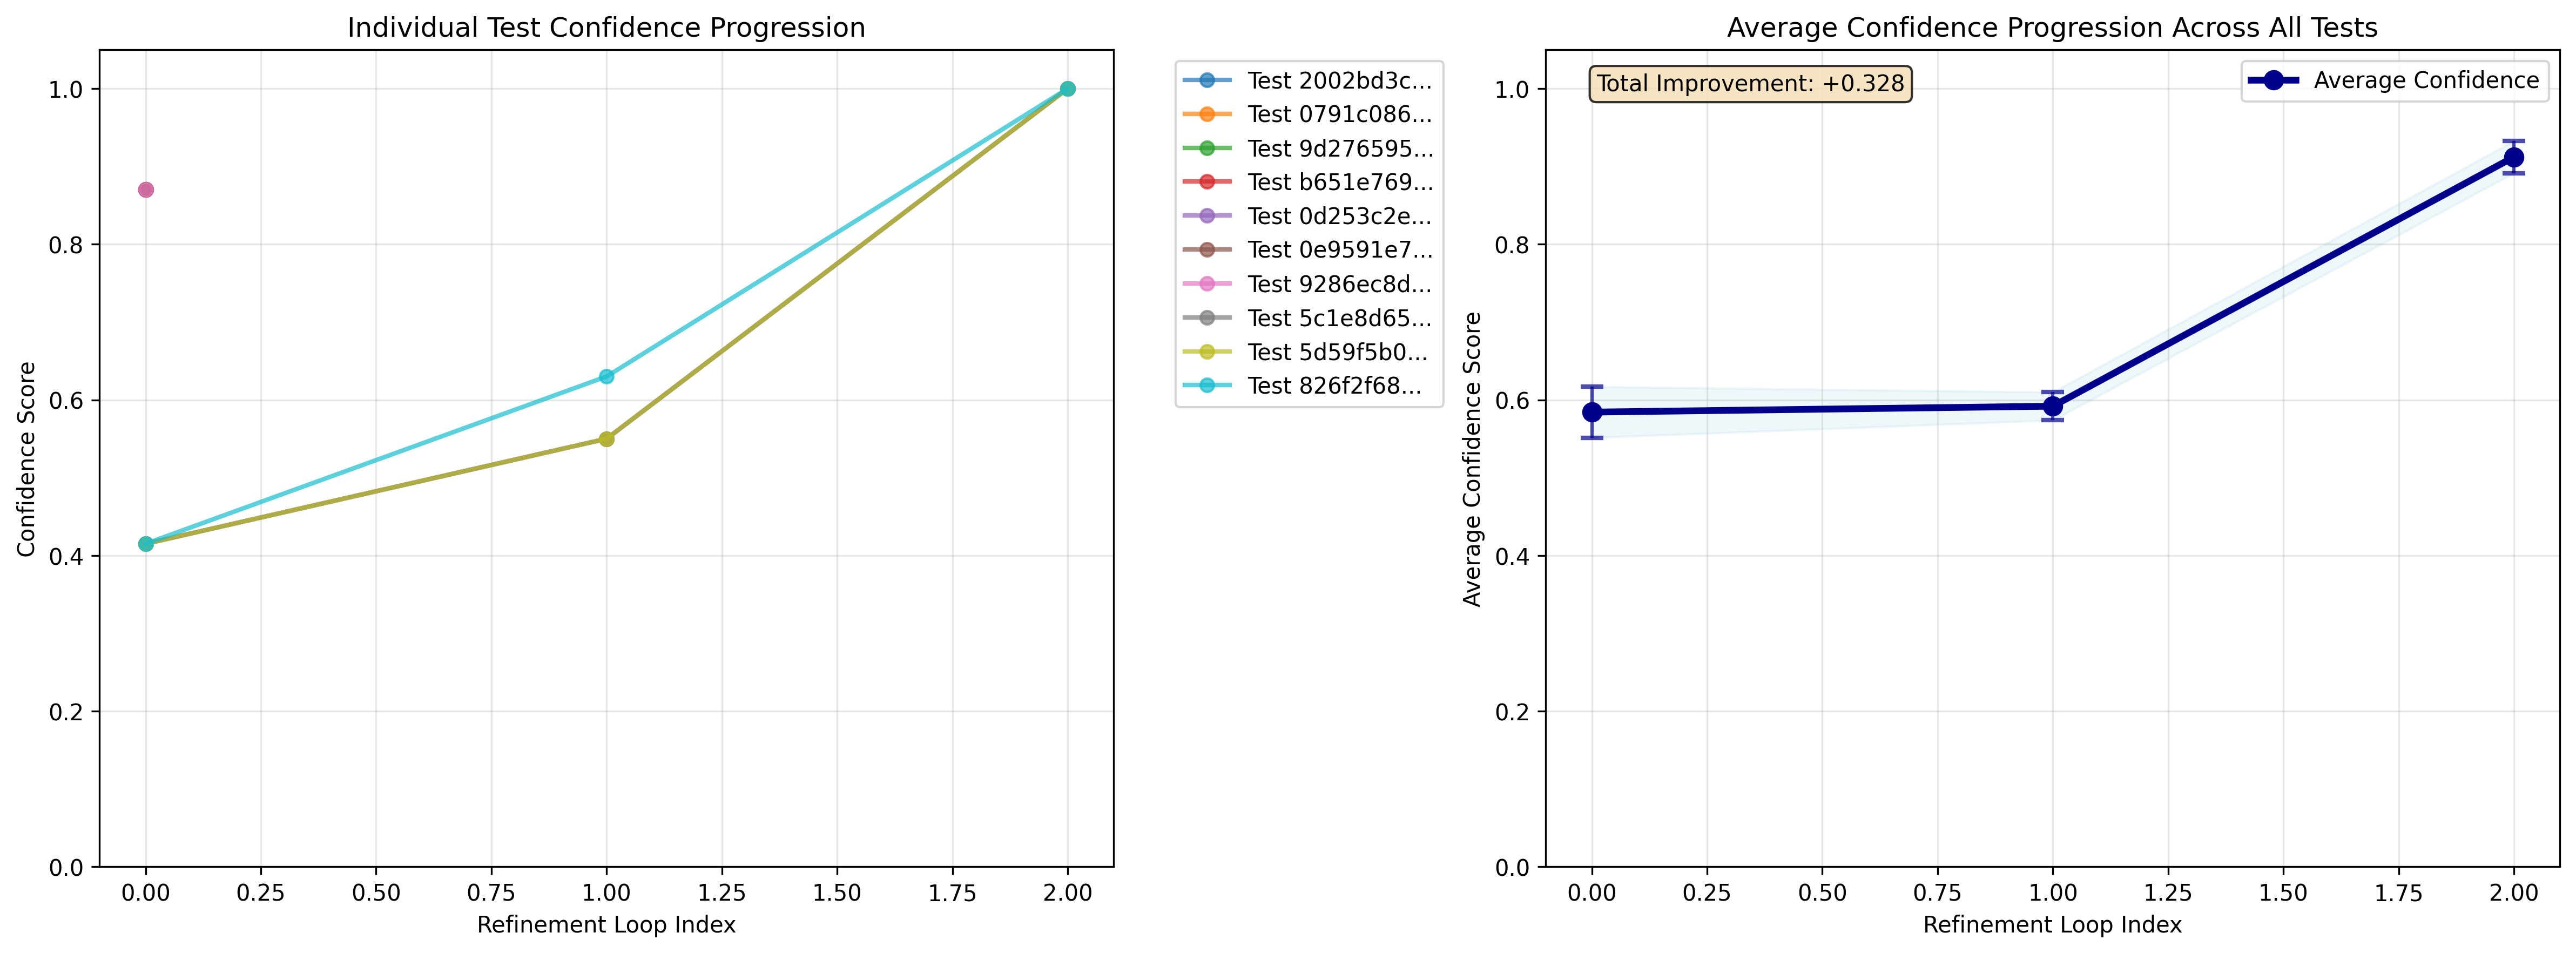 Individual Test Confidence Progression
Confidence Score
1.0
0.8
0.6
0.4
0.2
0.0
0.00 0.25 0.50 0.75 1.00 1.25 1.50 1.75 2.00
Refinement Loop Index
Test 2002bd3c...
Test 0791c086...
Test 9d276595...
Test b651e769...
Test 0d253c2e...
Test 0e9591e7...
Test 9286ec8d...
Test 5c1e8d65...
Test 5d59f5b0...
Test 826f2f68...
Average Confidence Progression Across All Tests
Total Improvement: +0.328
Average Confidence
Average Confidence Score
1.0
0.8
0.6
0.4
0.2
0.0
0.00 0.25 0.50 0.75 1.00 1.25 1.50 1.75 2.00
Refinement Loop Index